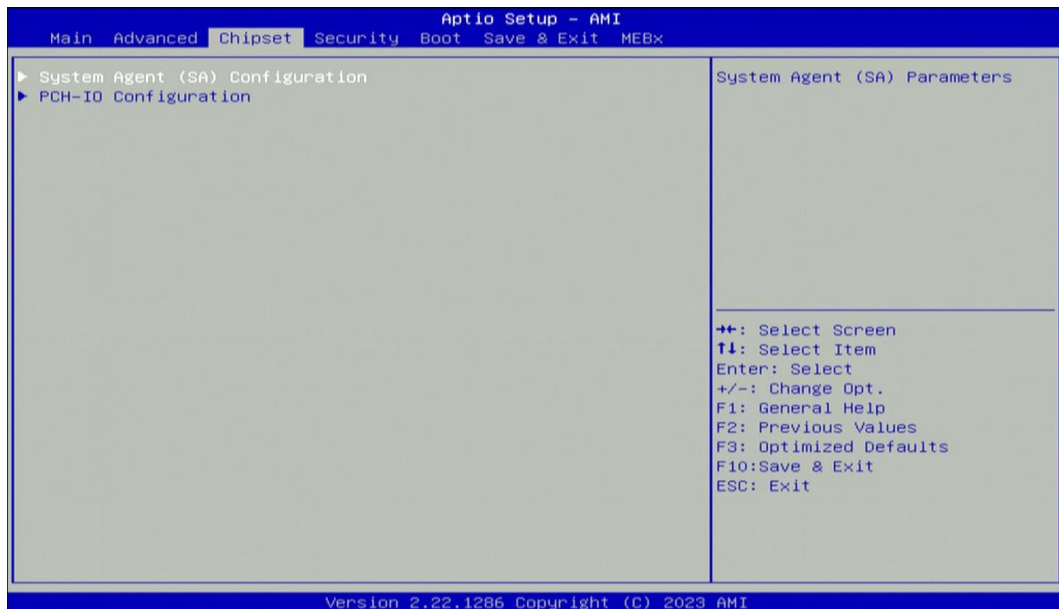 Aptio Setup – AMI
Main Advanced Chipset Security Boot Save & Exit MEBx
▶ System Agent (SA) Configuration
▶ PCH-IO Configuration
System Agent (SA) Parameters
→←: Select Screen
↑↓: Select Item
Enter: Select
+/-: Change Opt.
F1: General Help
F2: Previous Values
F3: Optimized Defaults
F10:Save & Exit
ESC: Exit
Version 2.22.1286 Copyright (C) 2023 AMI